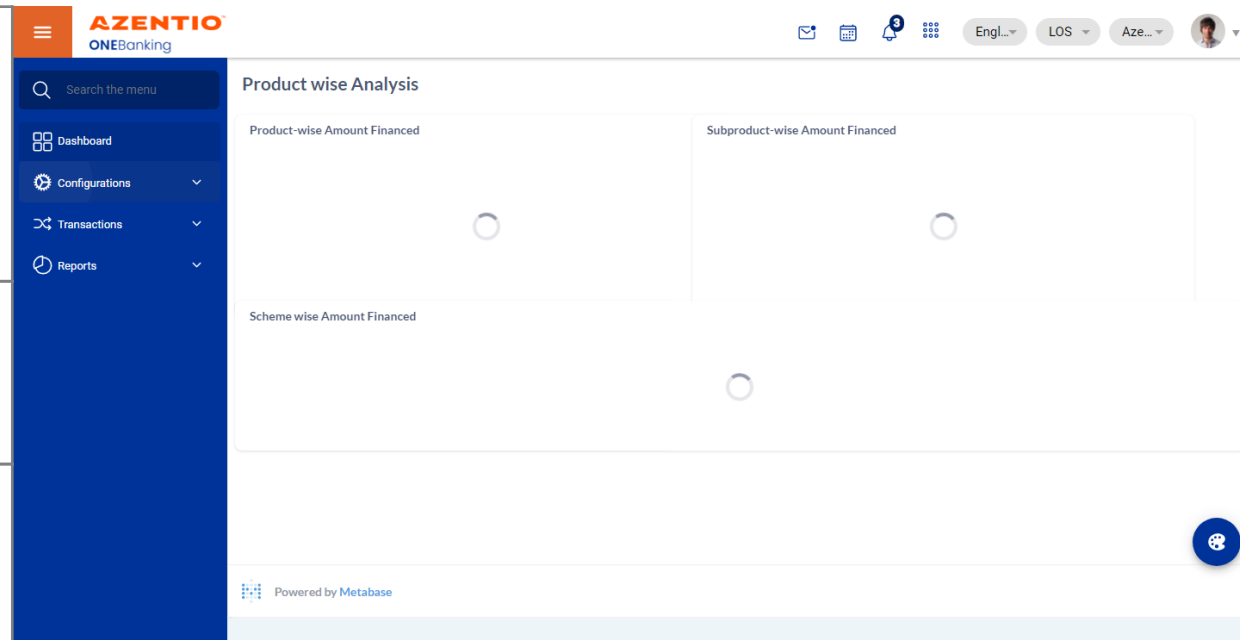 AZENTIO
ONEBanking
3
Engl...
LOS
Aze...
Search the menu
Dashboard
Configurations
Transactions
Reports
Product wise Analysis
Product-wise Amount Financed
Subproduct-wise Amount Financed
Scheme wise Amount Financed
Powered by Metabase